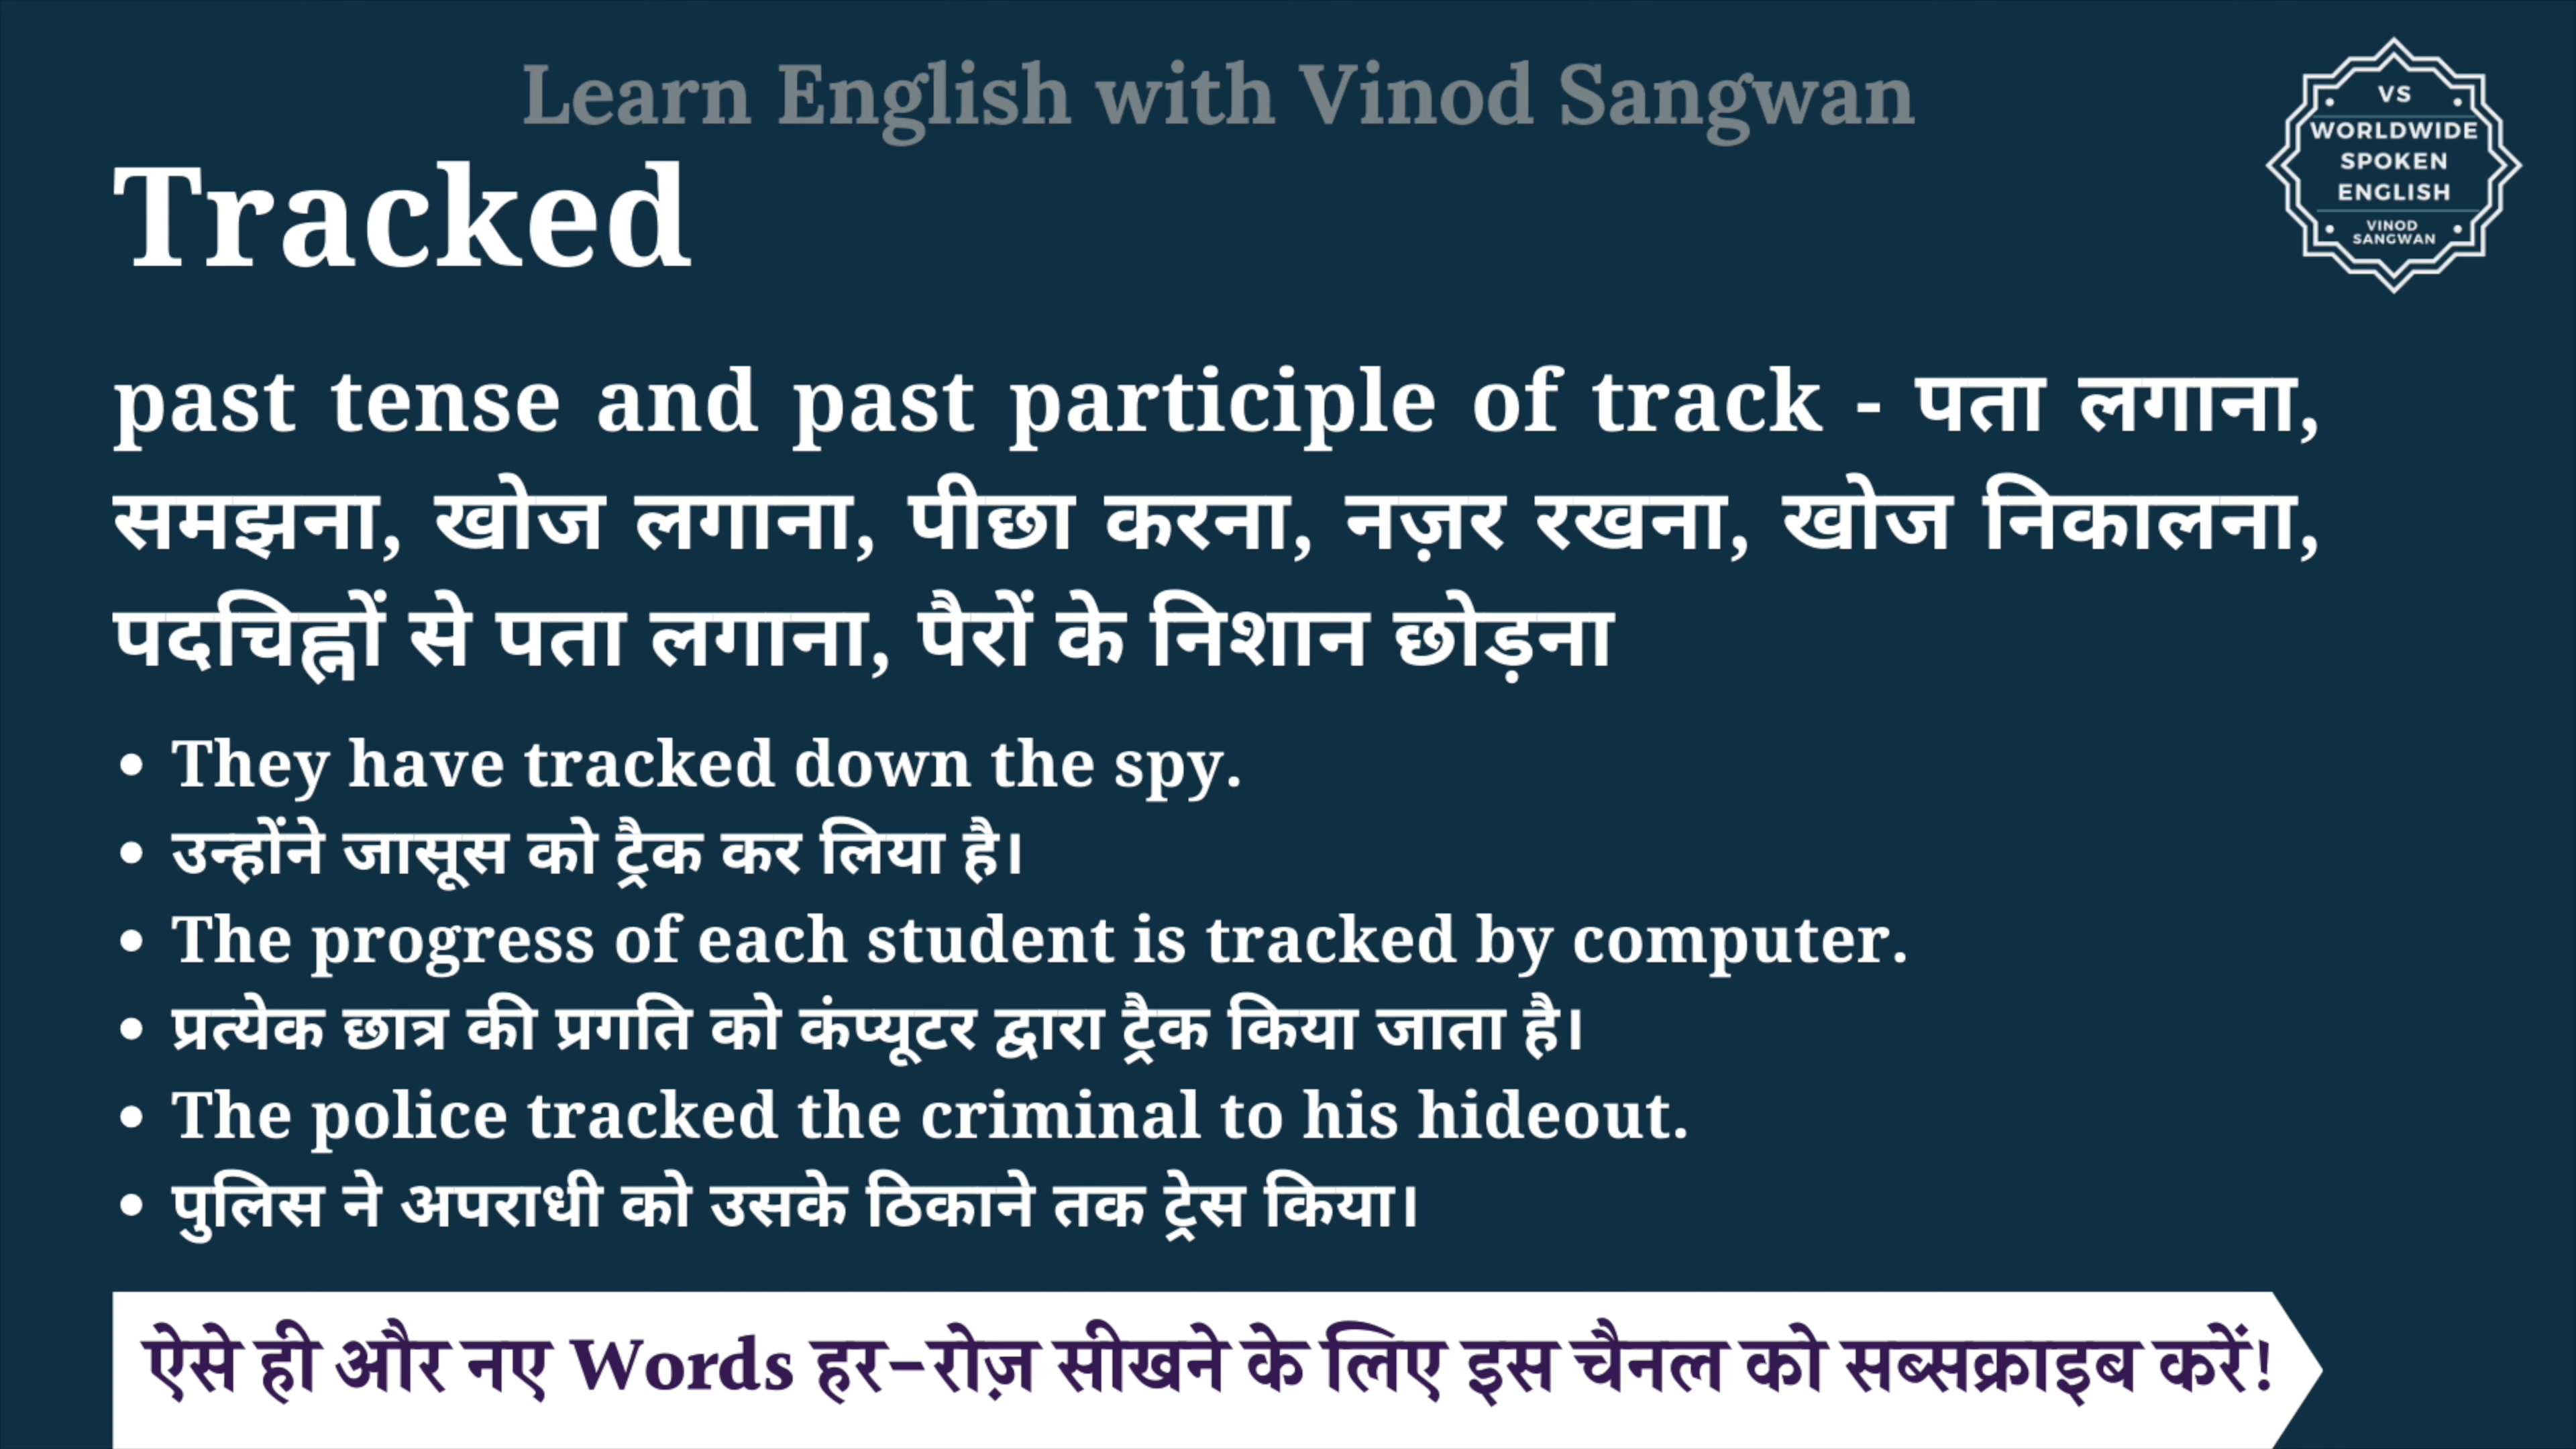 Learn English with Vinod Sangwan
VS
WORLDWIDE
SPOKEN
ENGLISH
VINOD
SANGWAN
Tracked
past tense and past participle of track - पता लगाना,
समझना, खोज लगाना, पीछा करना, नज़र रखना, खोज निकालना,
पदचिह्नों से पता लगाना, पैरों के निशान छोड़ना
• They have tracked down the spy.
• उन्होंने जासूस को ट्रैक कर लिया है।
• The progress of each student is tracked by computer.
• प्रत्येक छात्र की प्रगति को कंप्यूटर द्वारा ट्रैक किया जाता है।
• The police tracked the criminal to his hideout.
• पुलिस ने अपराधी को उसके ठिकाने तक ट्रेस किया।
ऐसे ही और नए Words हर-रोज़ सीखने के लिए इस चैनल को सब्सक्राइब करें!